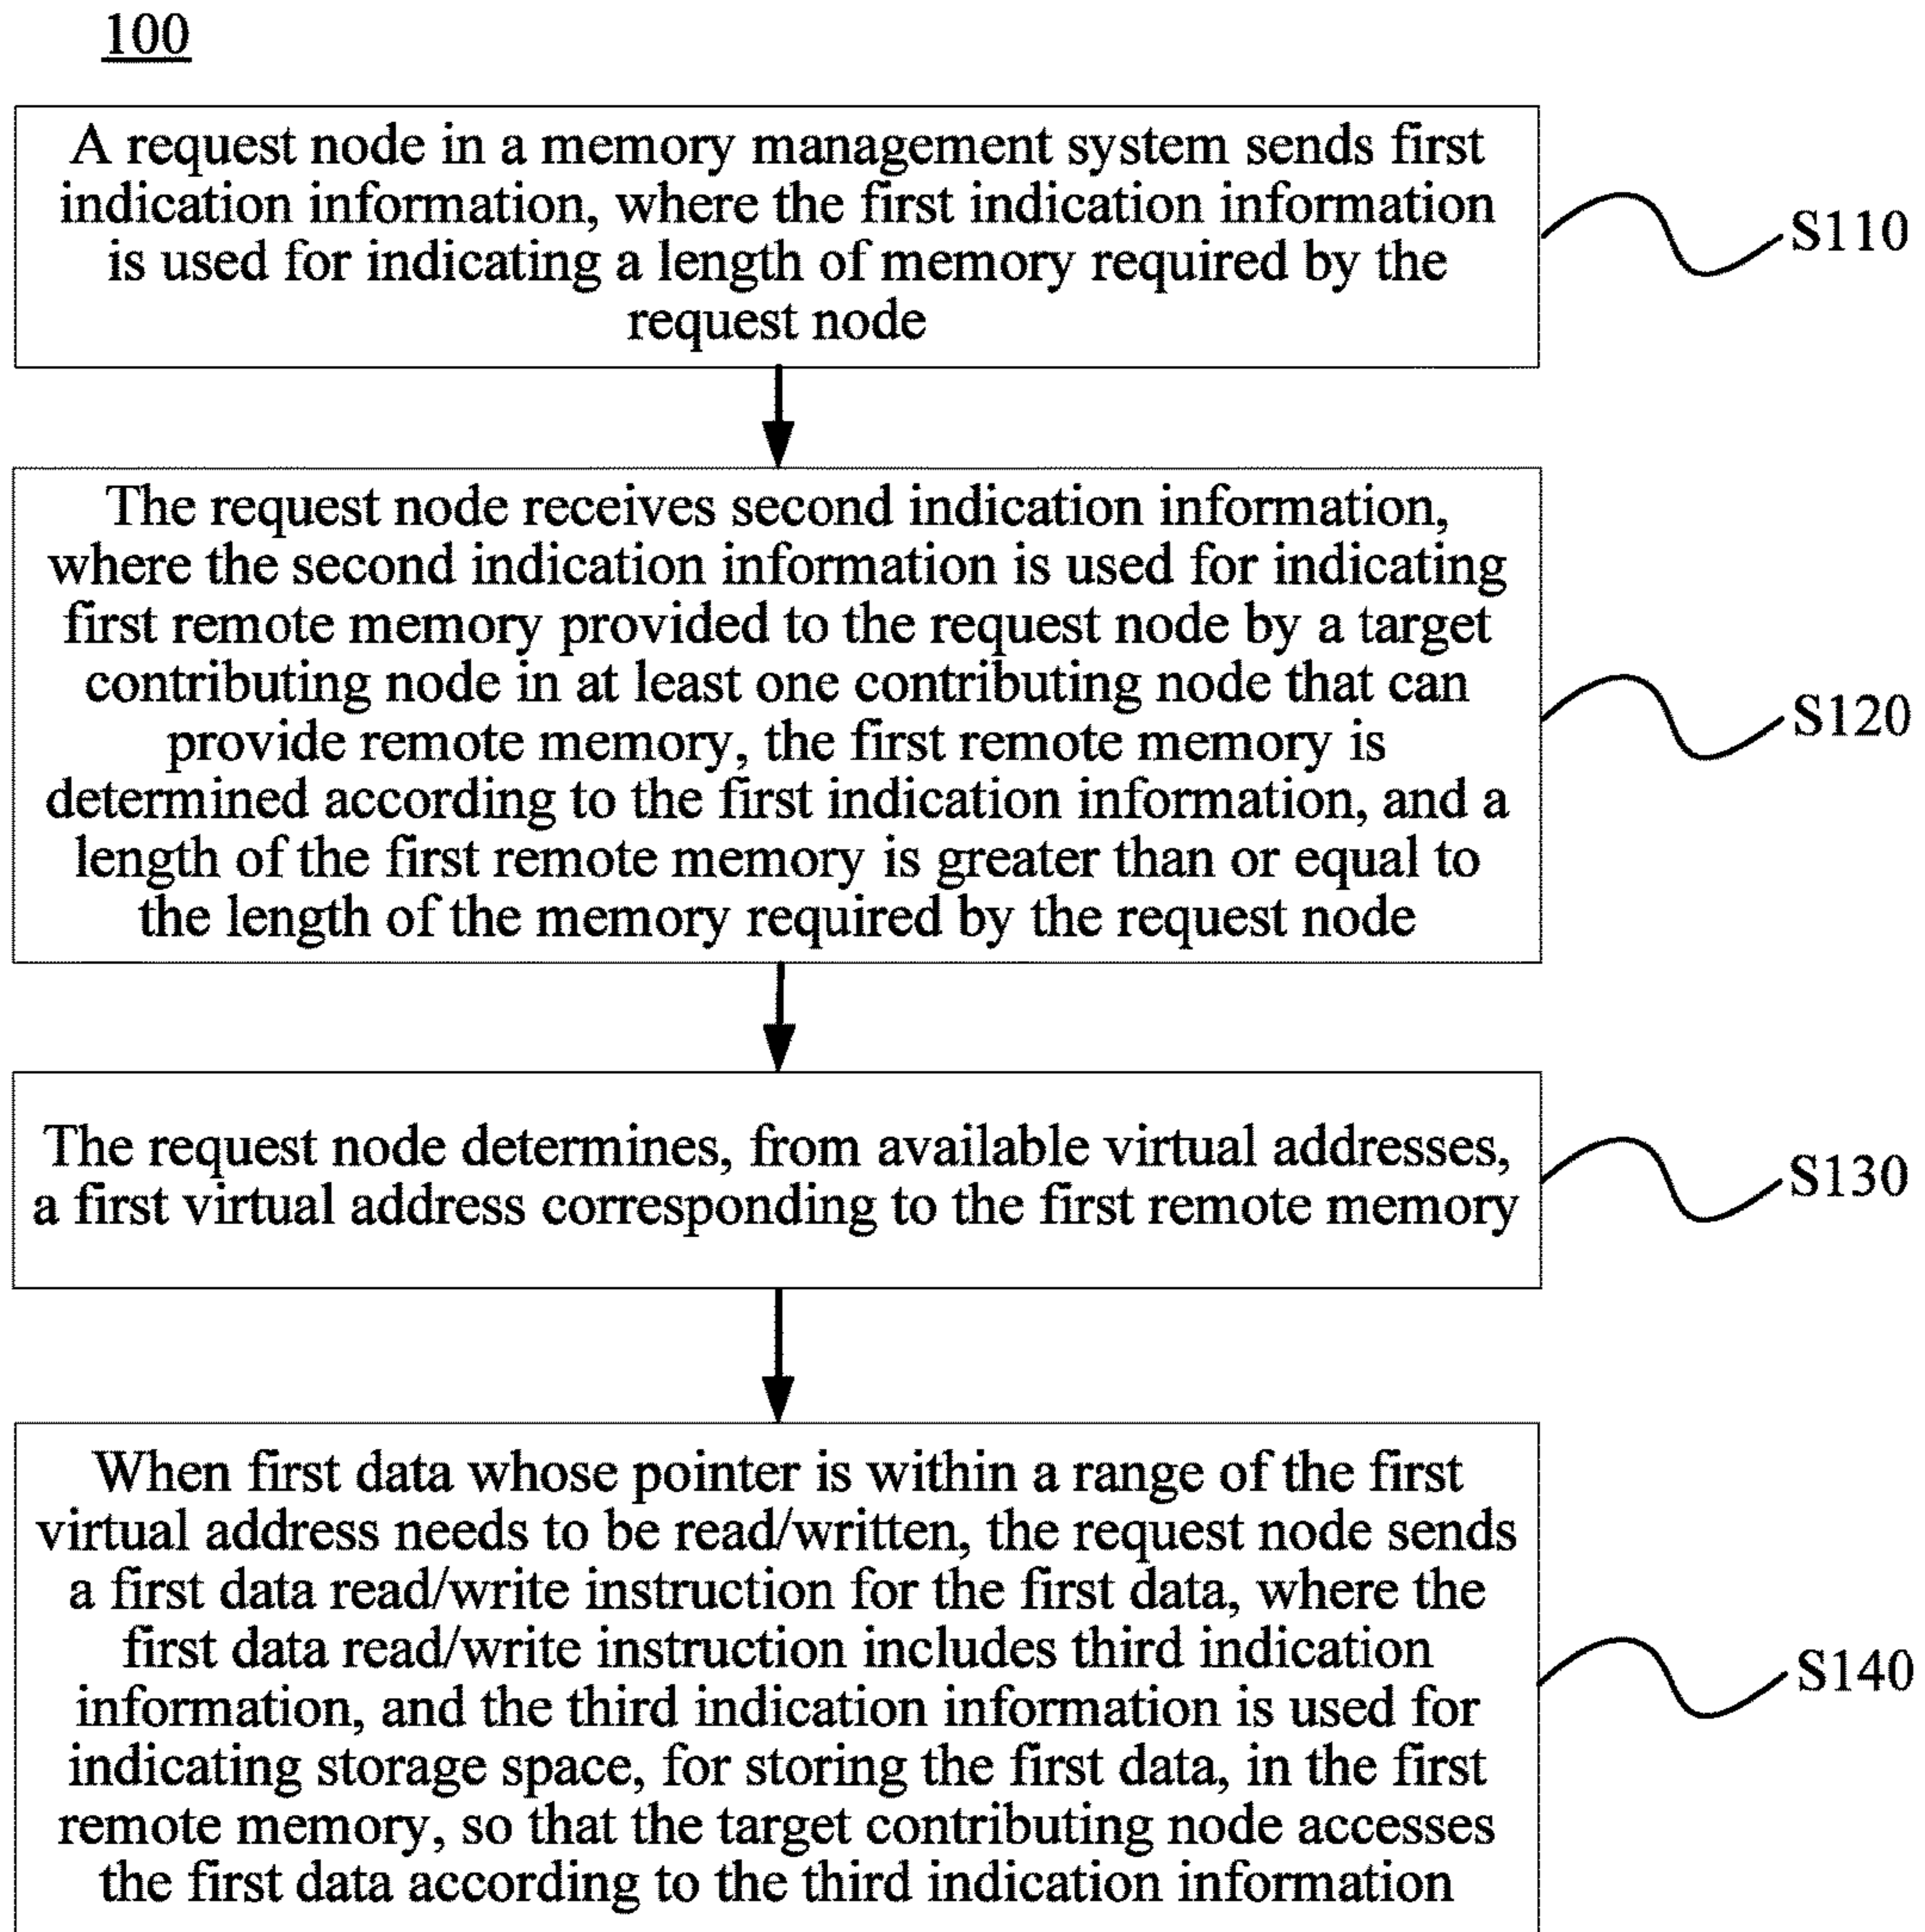 100
A request node in a memory management system sends first
indication information, where the first indication information
is used for indicating a length of memory required by the
request node
S110
The request node receives second indication information,
where the second indication information is used for indicating
first remote memory provided to the request node by a target
contributing node in at least one contributing node that can
provide remote memory, the first remote memory is
determined according to the first indication information, and a
length of the first remote memory is greater than or equal to
the length of the memory required by the request node
S120
The request node determines, from available virtual addresses,
a first virtual address corresponding to the first remote memory
S130
When first data whose pointer is within a range of the first
virtual address needs to be read/written, the request node sends
a first data read/write instruction for the first data, where the
first data read/write instruction includes third indication
information, and the third indication information is used for
indicating storage space, for storing the first data, in the first
remote memory, so that the target contributing node accesses
the first data according to the third indication information
S140